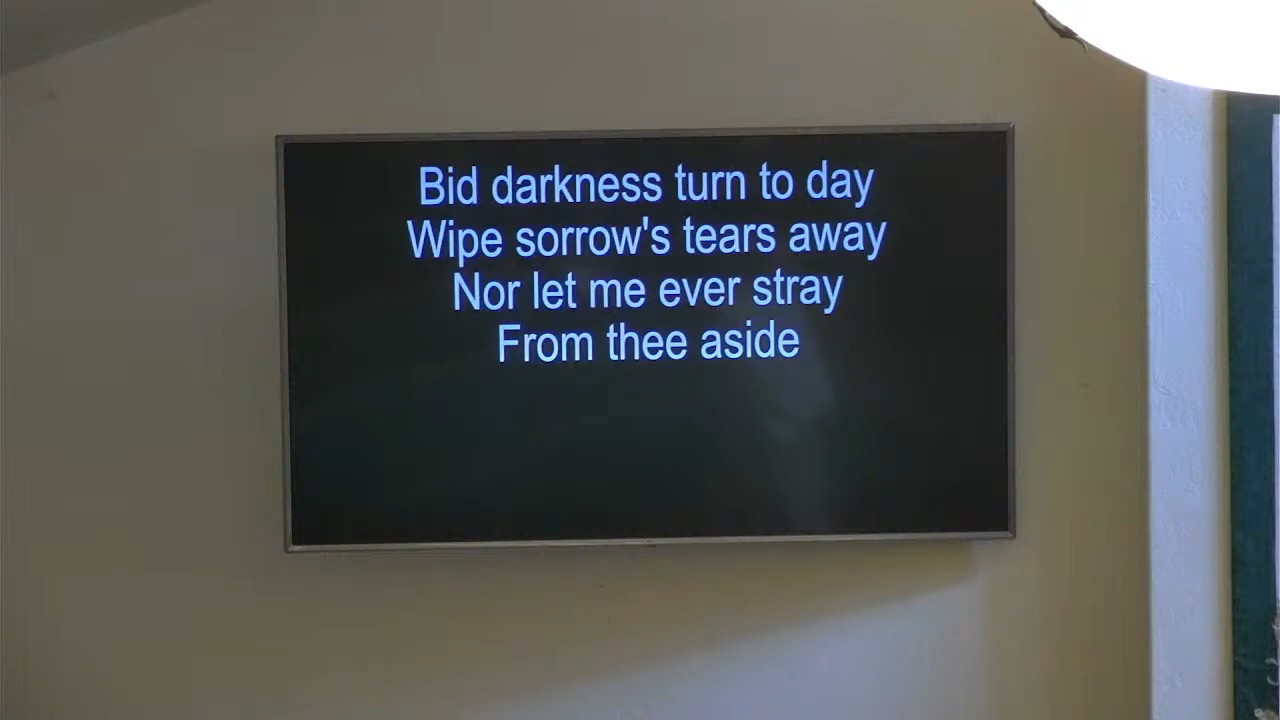 Bid darkness turn to day
Wipe sorrow's tears away
Nor let me ever stray
From thee aside